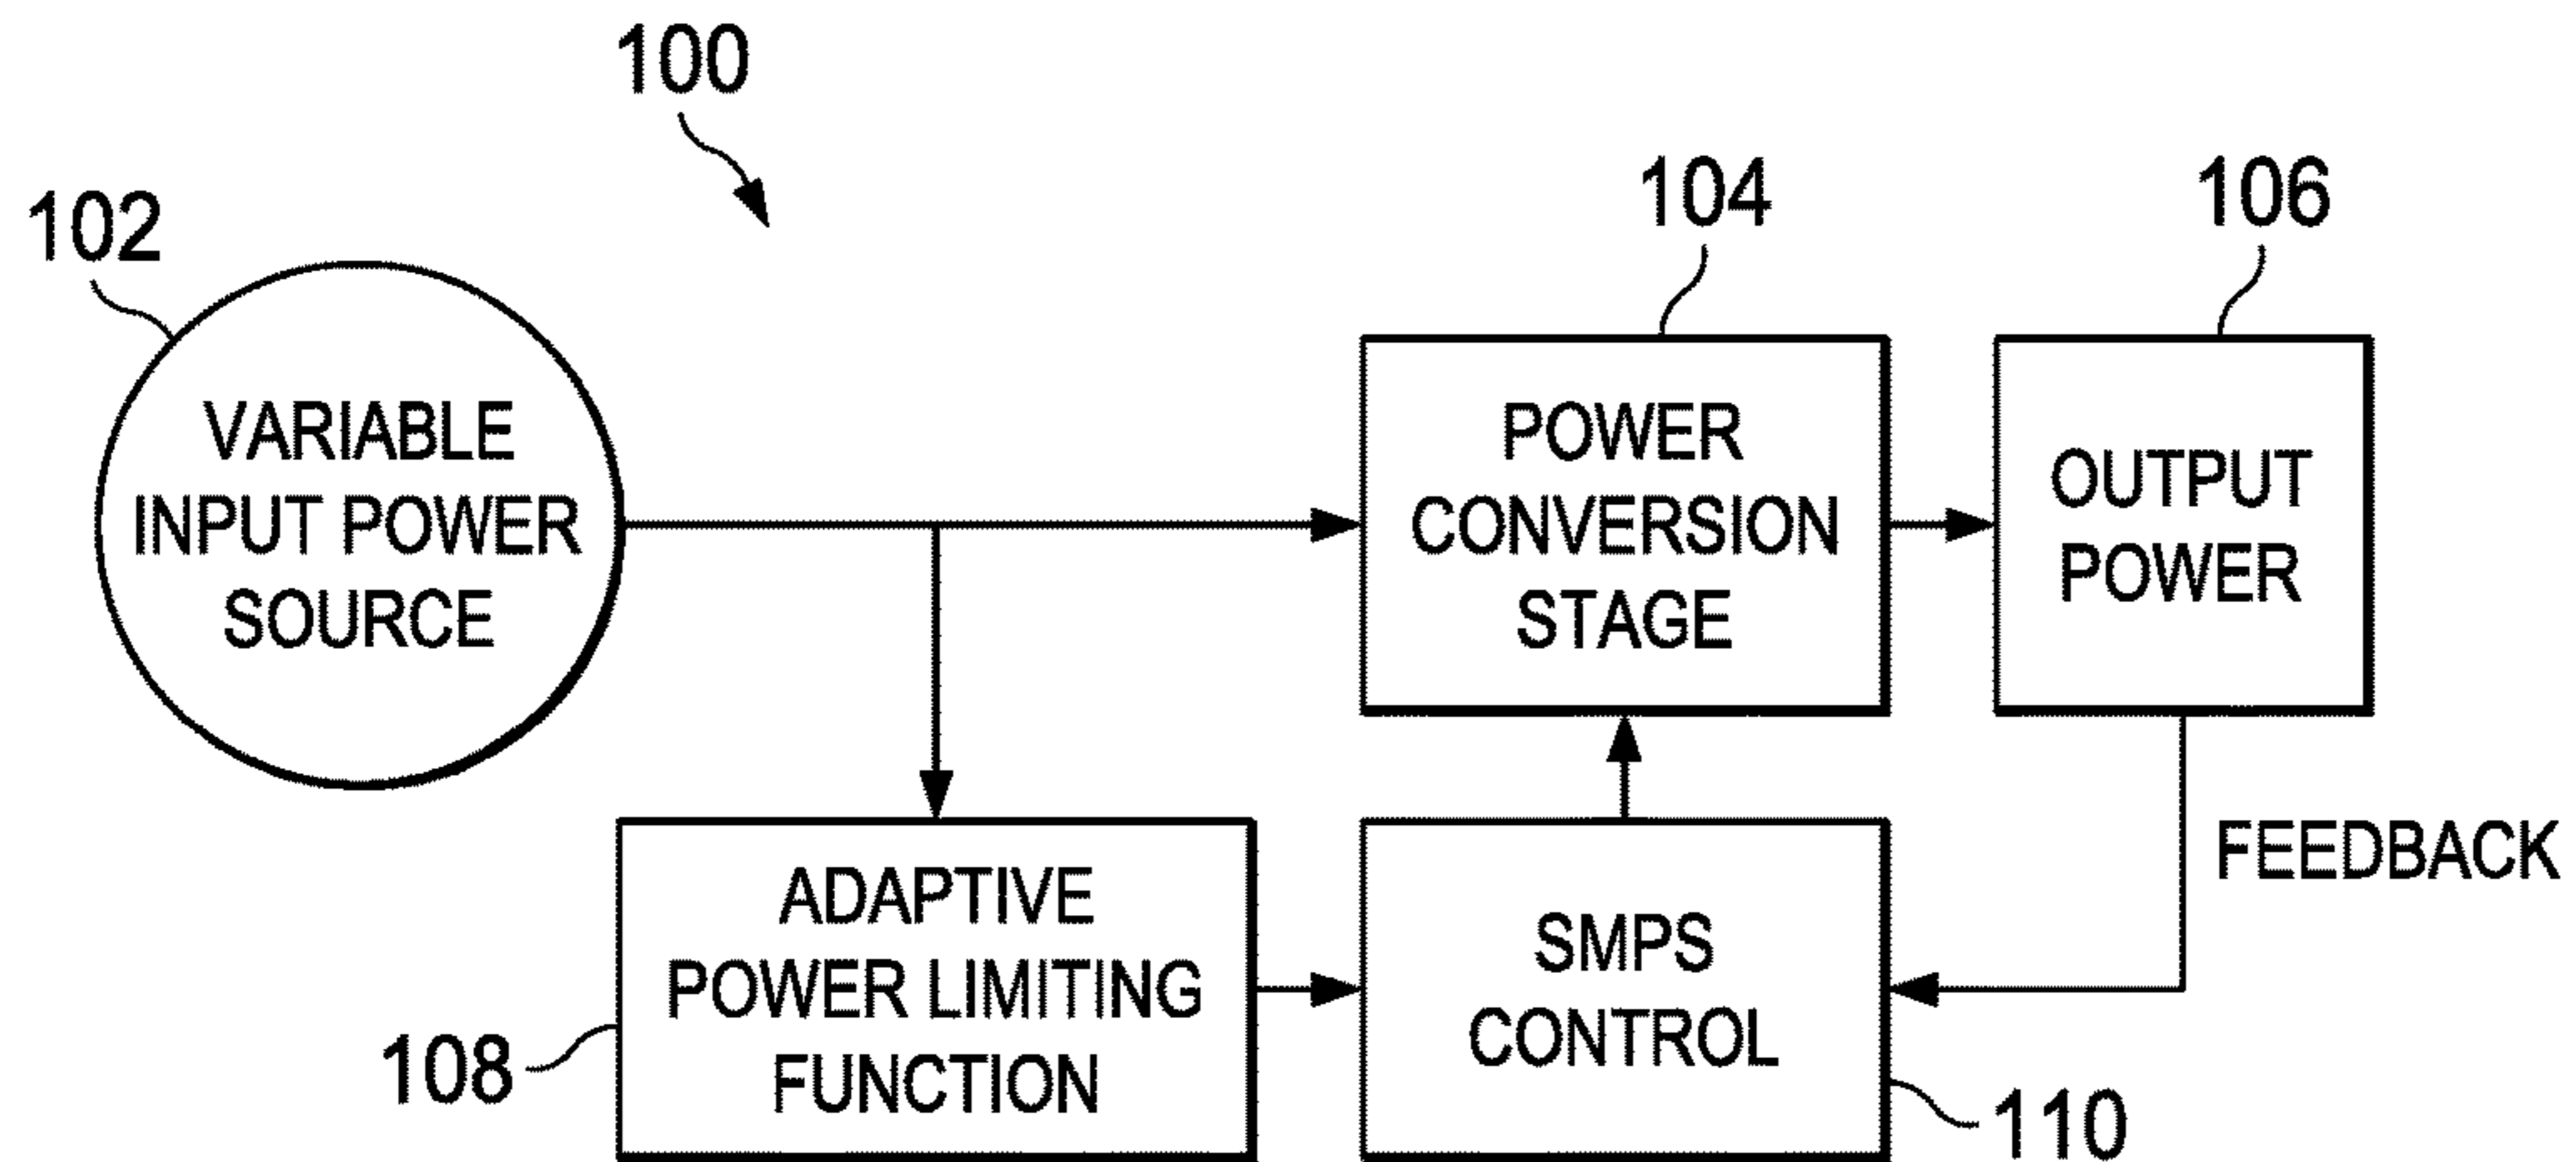 100
102
104
106
VARIABLE
INPUT POWER
SOURCE
POWER
CONVERSION
STAGE
OUTPUT
POWER
FEEDBACK
ADAPTIVE
POWER LIMITING
FUNCTION
SMPS
CONTROL
108
110